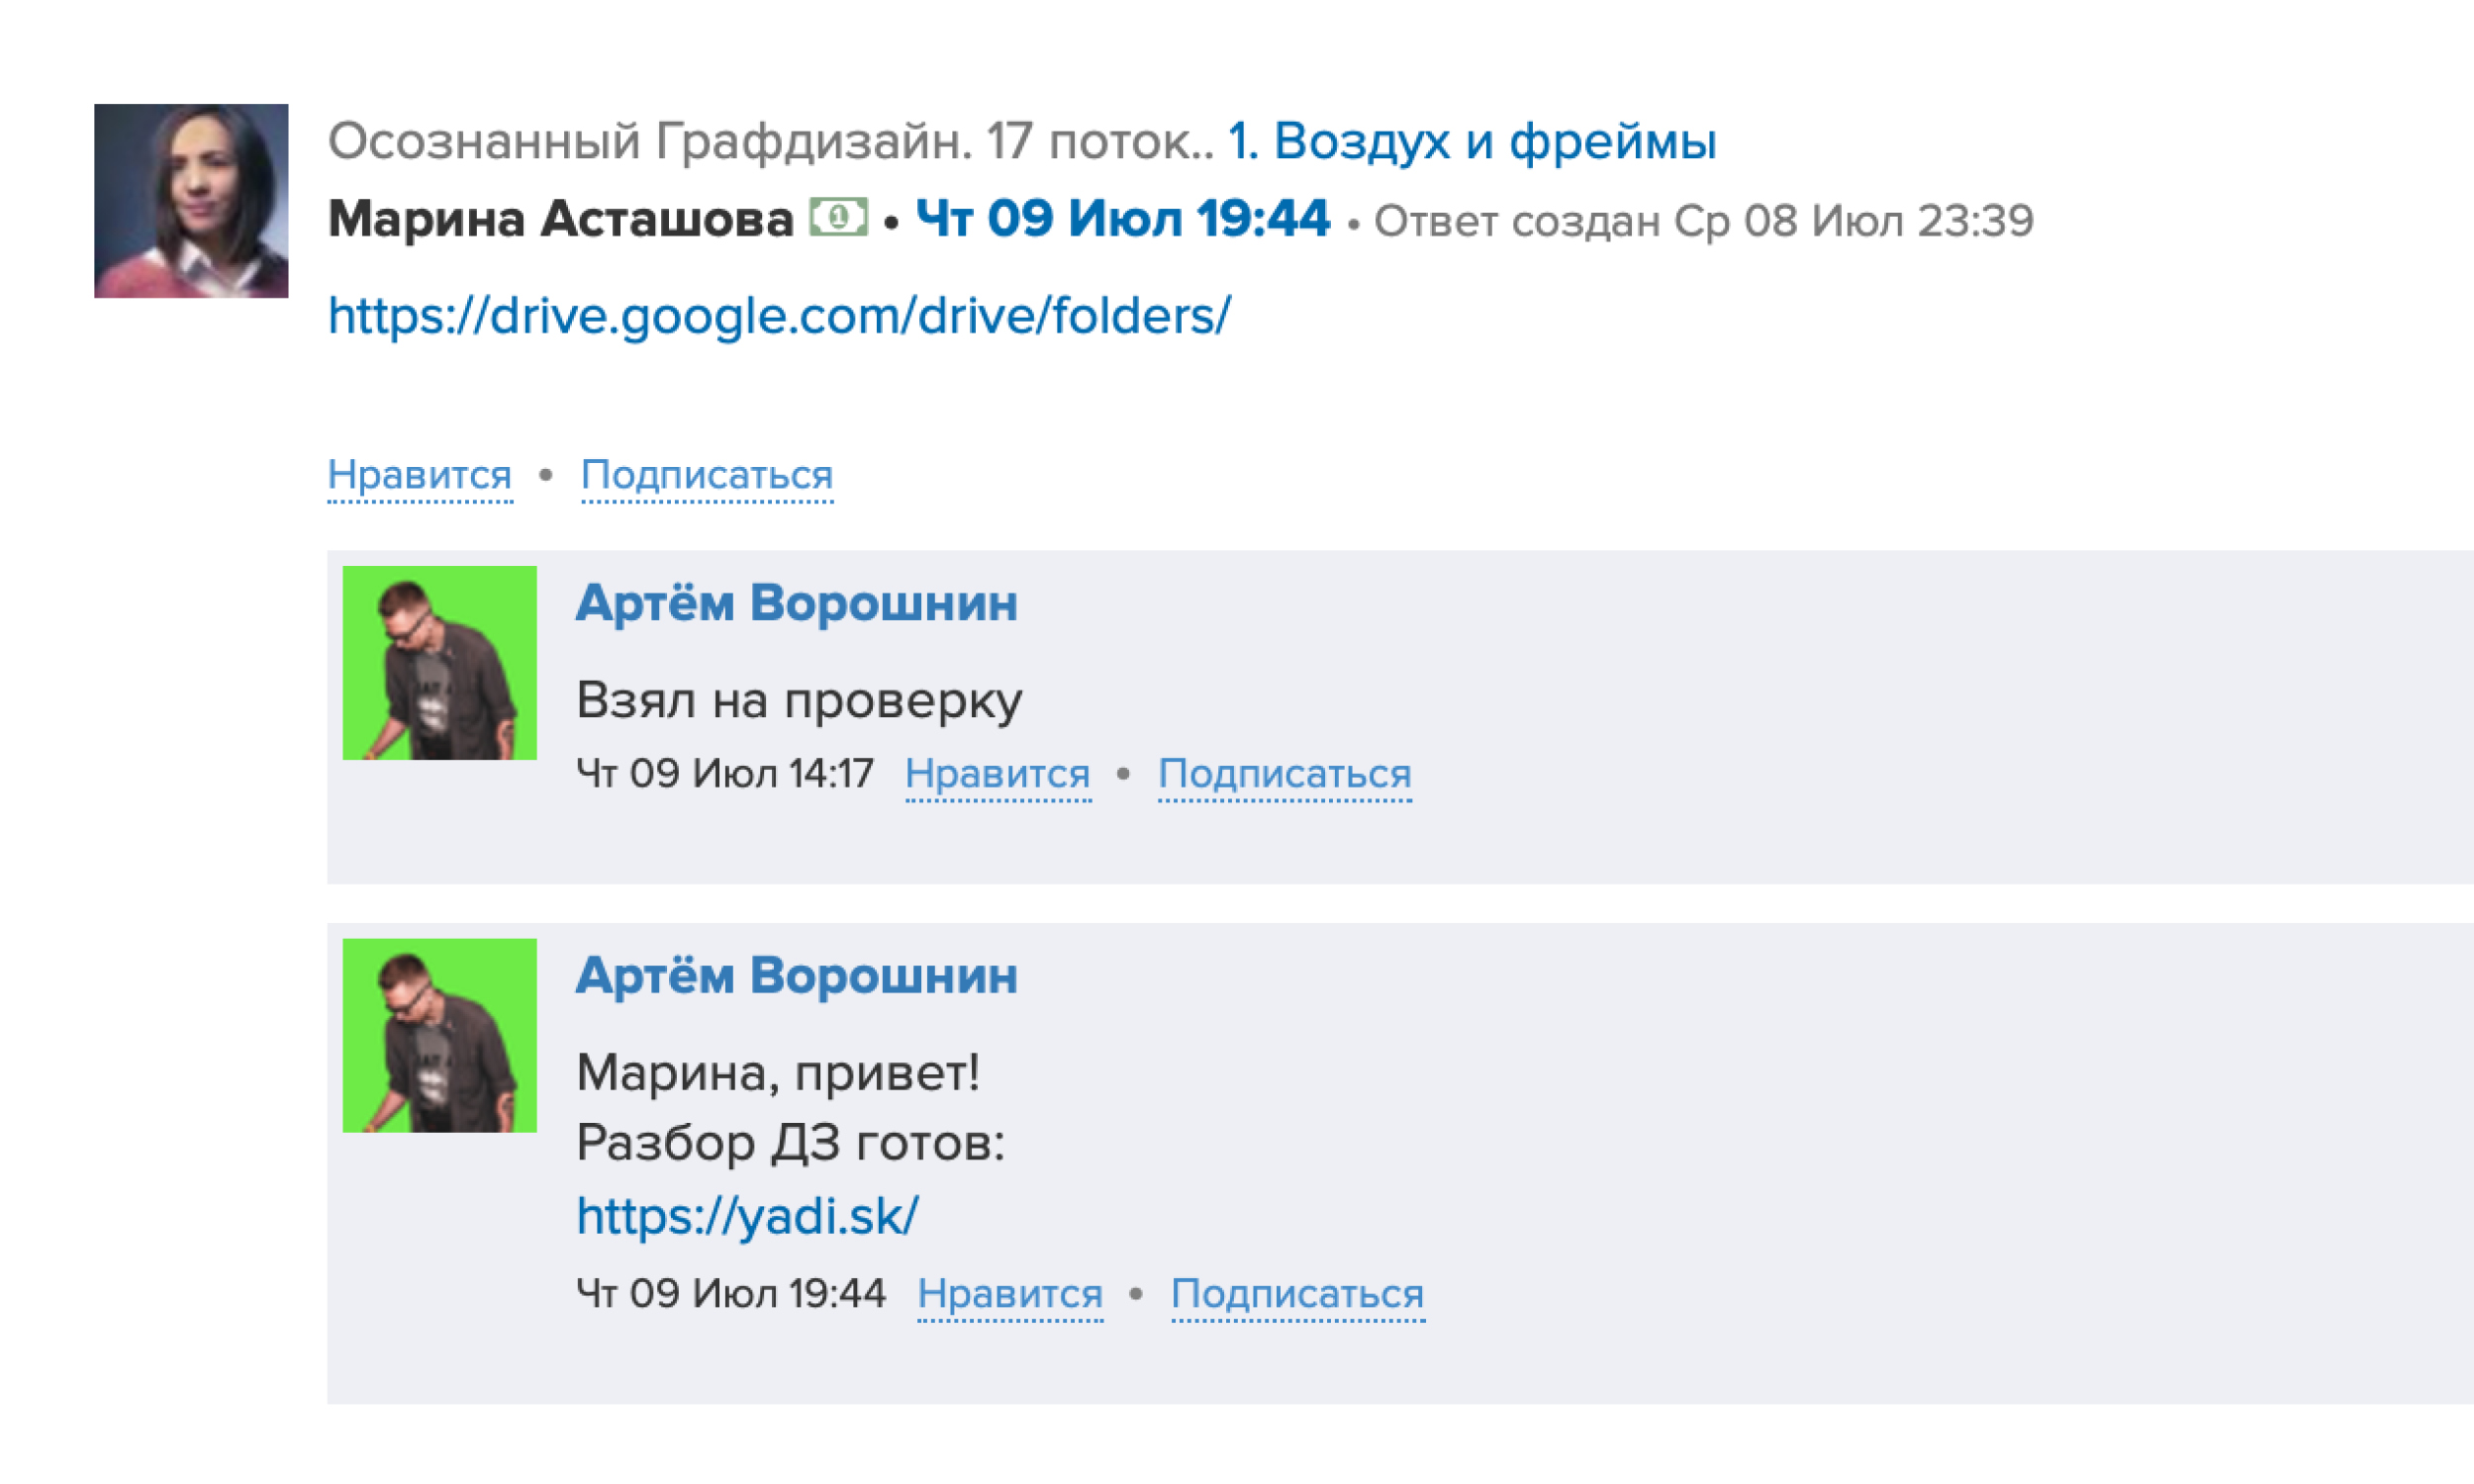 Осознанный Графдизайн. 17 поток.. 1. Воздух и фреймы
Марина Асташова 1 • Чт 09 Июл 19:44 • Ответ создан Ср 08 Июл 23:39
https://drive.google.com/drive/folders/
Нравится • Подписаться
Артём Ворошнин
Взял на проверку
Чт 09 Июл 14:17 Нравится • Подписаться
Артём Ворошнин
Марина, привет!
Разбор ДЗ готов:
https://yadi.sk/
Чт 09 Июл 19:44 Нравится • Подписаться